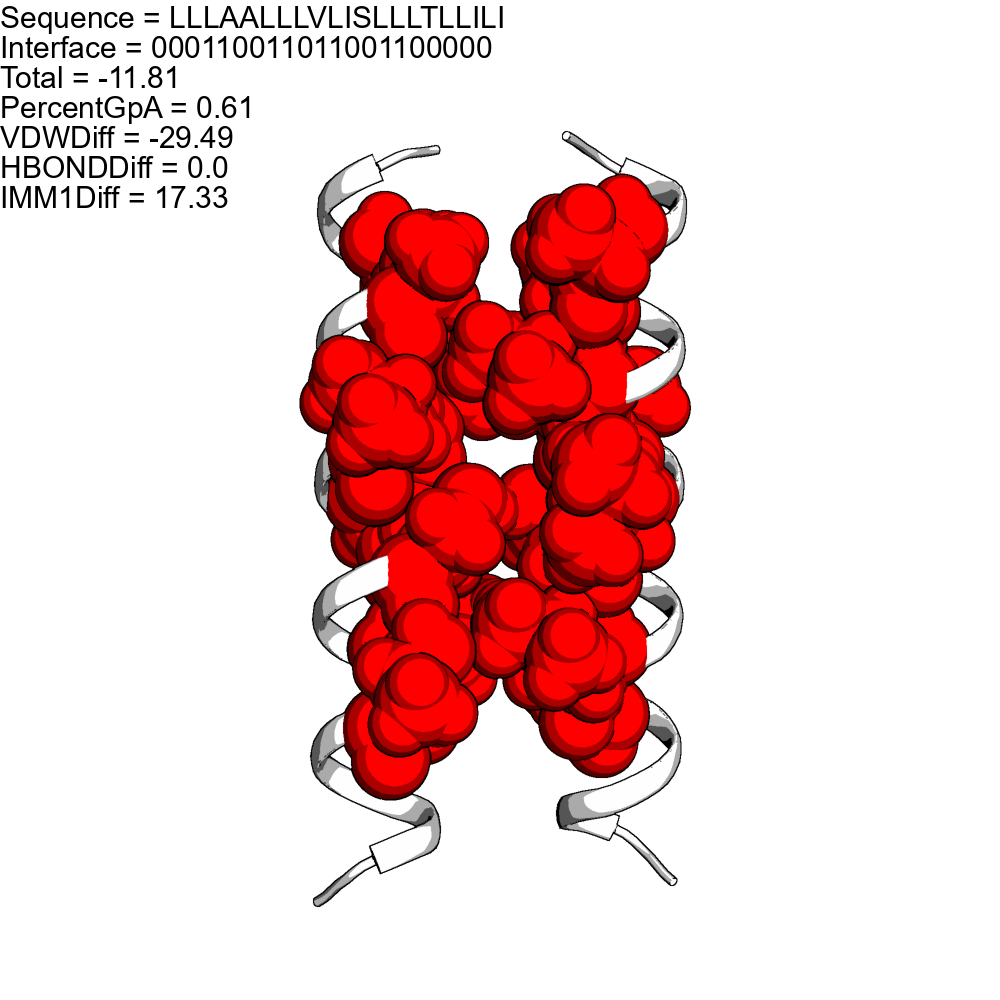 Sequence = LLLAALLLVLISLLLTLLILI
Interface = 000110011011001100000
Total = -11.81
PercentGpA = 0.61
VDWDiff = -29.49
HBONDDiff = 0.0
IMM1Diff = 17.33